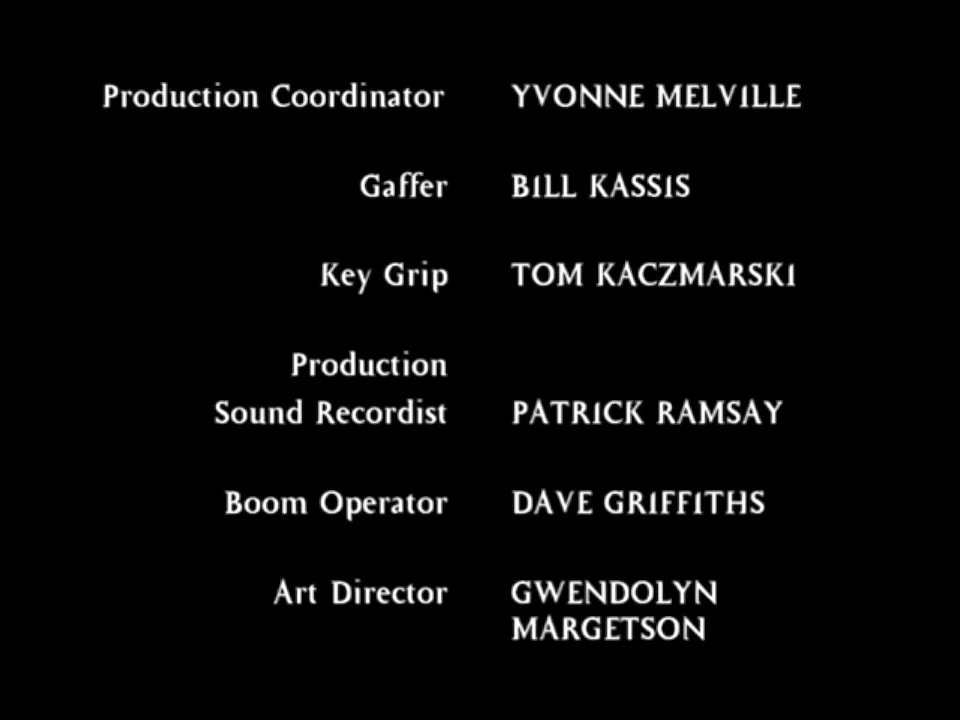 Production Coordinator YVONNE MELVILLE
Gaffer BILL KASSIS
Key Grip TOM KACZMARSKI
Production
Sound Recordist PATRICK RAMSAY
Boom Operator DAVE GRIFFITHS
Art Director GWENDOLYN
MARGETSON